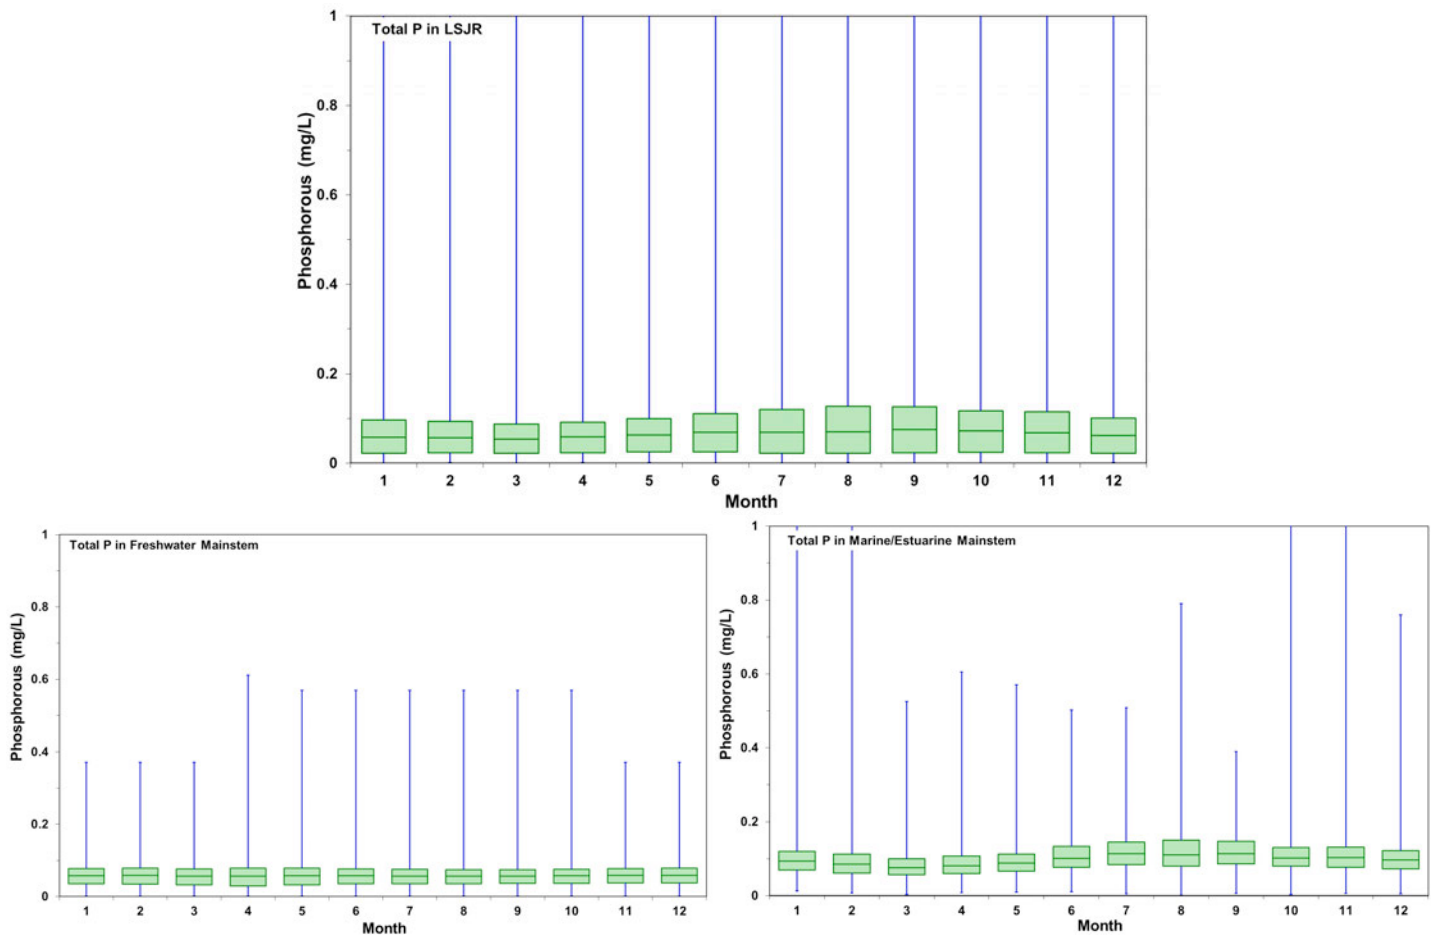 Total P in LSJR
Phosphorous (mg/L)
1
0.8
0.6
0.4
0.2
0
1 2 3 4 5 6 7 8 9 10 11 12
Month
Total P in Freshwater Mainstem
Phosphorous (mg/L)
1
0.8
0.6
0.4
0.2
0
1 2 3 4 5 6 7 8 9 10 11 12
Month
Total P in Marine/Estuarine Mainstem
Phosphorous (mg/L)
1
0.8
0.6
0.4
0.2
0
1 2 3 4 5 6 7 8 9 10 11 12
Month